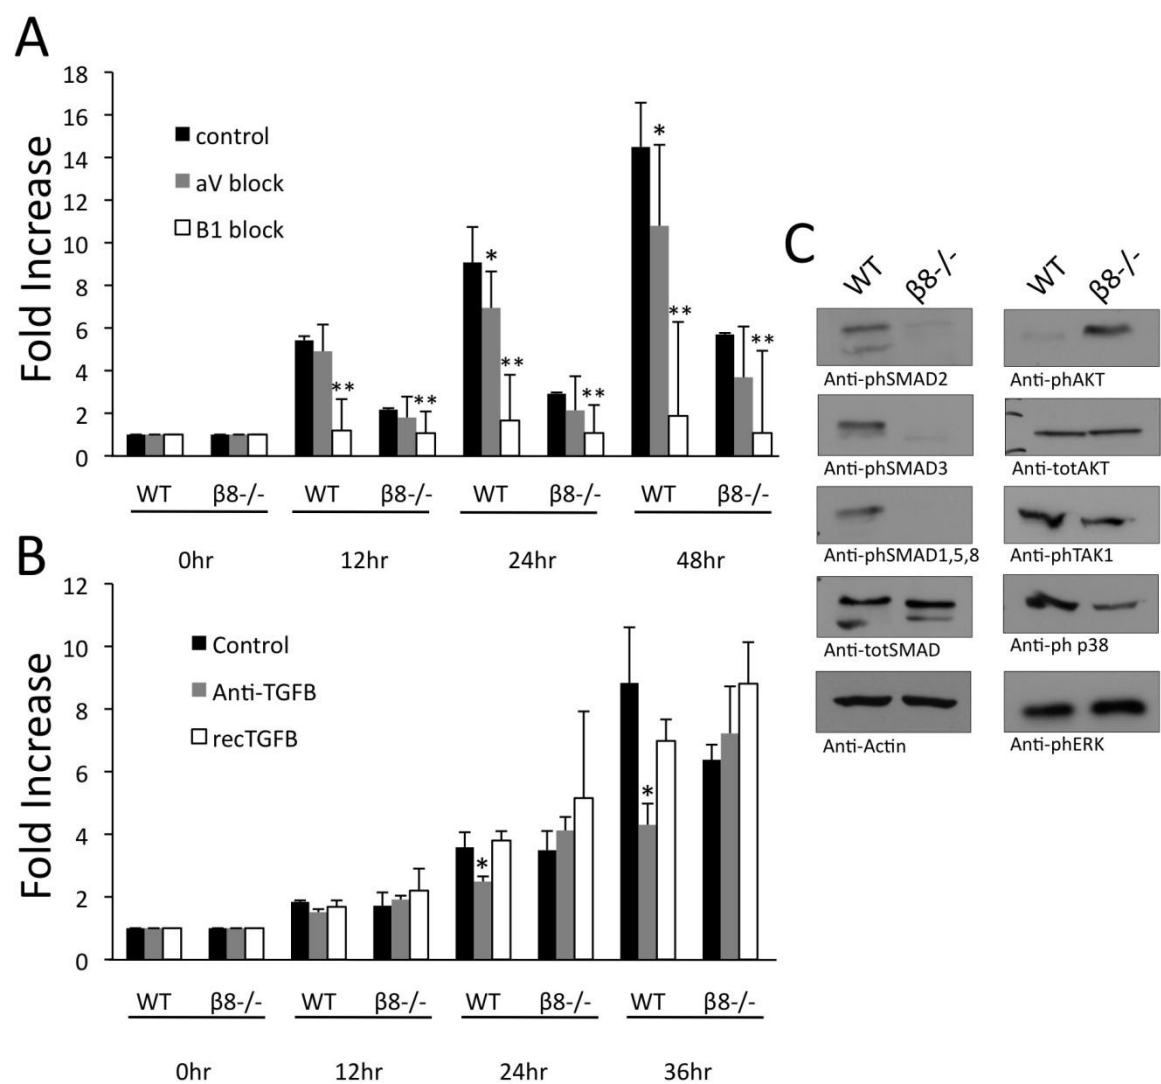 A
Fold Increase
18
16
14
12
10
8
6
4
2
0
control
aV block
B1 block
**
**
*
**
**
*
**
**
WT β8-/- WT β8-/- WT β8-/- WT β8-/-
0hr 12hr 24hr 48hr
B
Fold Increase
12
10
8
6
4
2
0
Control
Anti-TGFB
recTGFB
*
*
WT β8-/- WT β8-/- WT β8-/- WT β8-/-
0hr 12hr 24hr 36hr
C
WT β8-/-
Anti-phSMAD2
Anti-phSMAD3
Anti-phSMAD1,5,8
Anti-totSMAD
Anti-Actin
WT β8-/-
Anti-phAKT
Anti-totAKT
Anti-phTAK1
Anti-ph p38
Anti-phERK